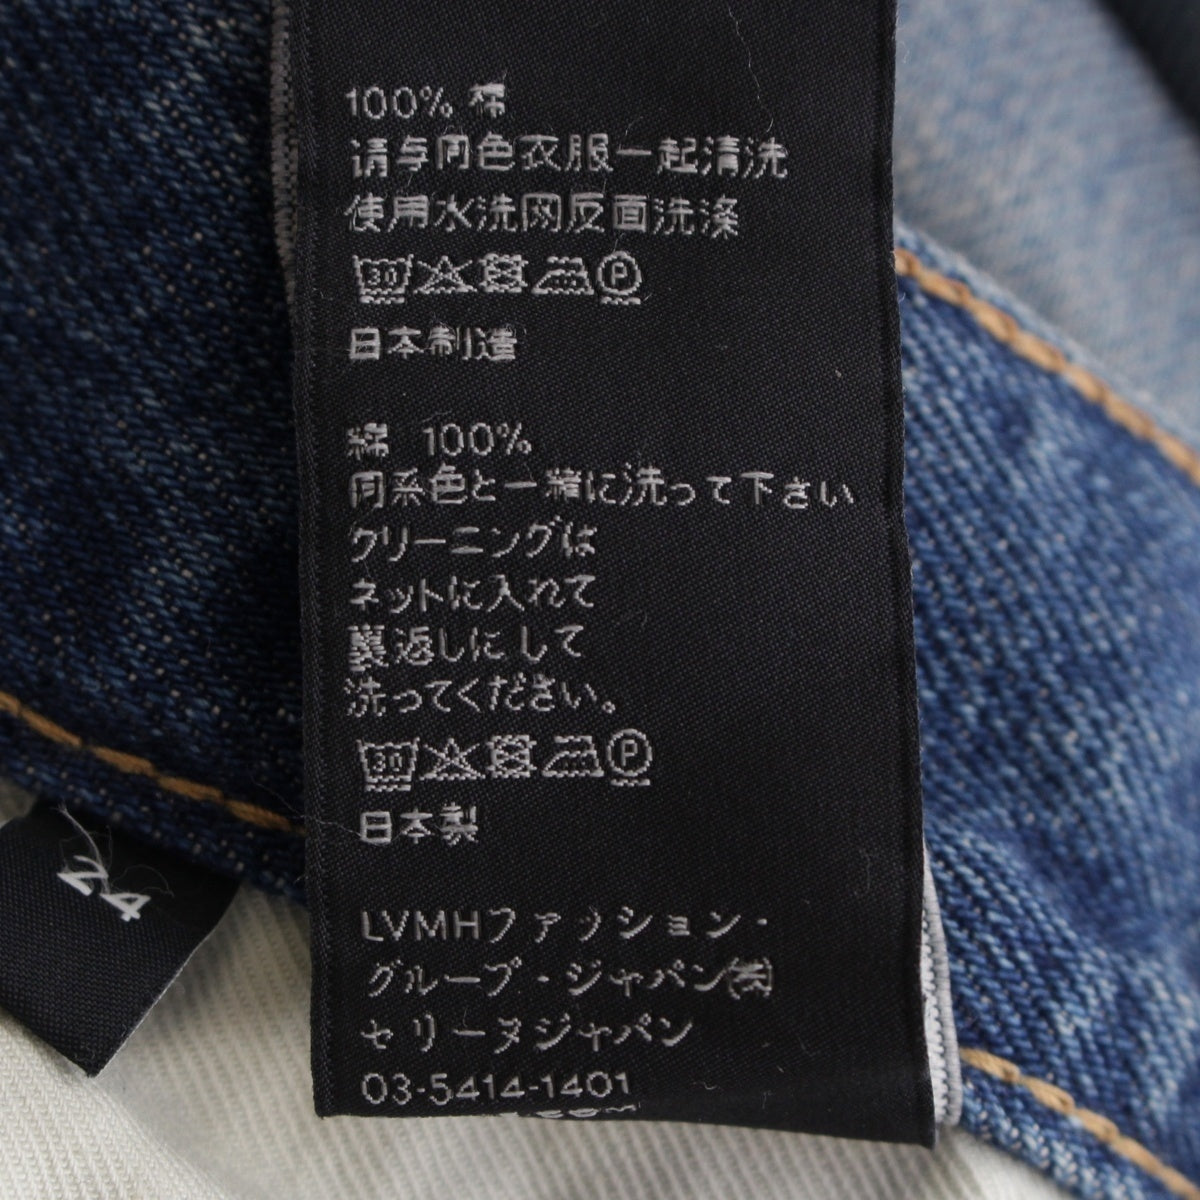 100% 棉
请与同色衣服一起清洗
使用水洗网反面洗涤
30 P
日本制造
綿 100%
同系色と一緒に洗って下さい
クリーニングは
ネットに入れて
裏返しにして
洗ってください。
30 P
日本製
LVMHファッション・
グループ・ジャパン㈱
セリーヌジャパン
03-5414-1401
24